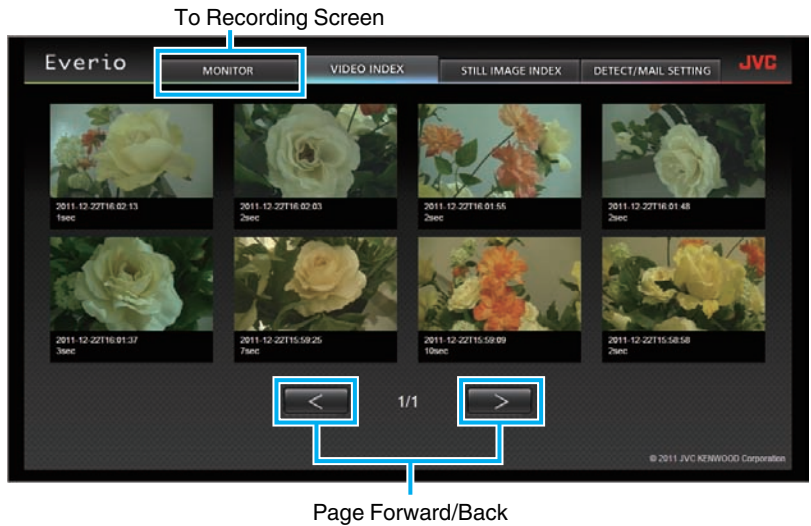 To Recording Screen
Everio
MONITOR
VIDEO INDEX
STILL IMAGE INDEX
DETECT/MAIL SETTING
JVC
2011-12-22T16:02:13
1sec
2011-12-22T16:02:03
2sec
2011-12-22T16:01:55
2sec
2011-12-22T16:01:48
2sec
2011-12-22T16:01:37
3sec
2011-12-22T15:59:25
7sec
2011-12-22T15:59:09
10sec
2011-12-22T15:58:58
2sec
< 1/1 >
© 2011 JVC KENWOOD Corporation
Page Forward/Back